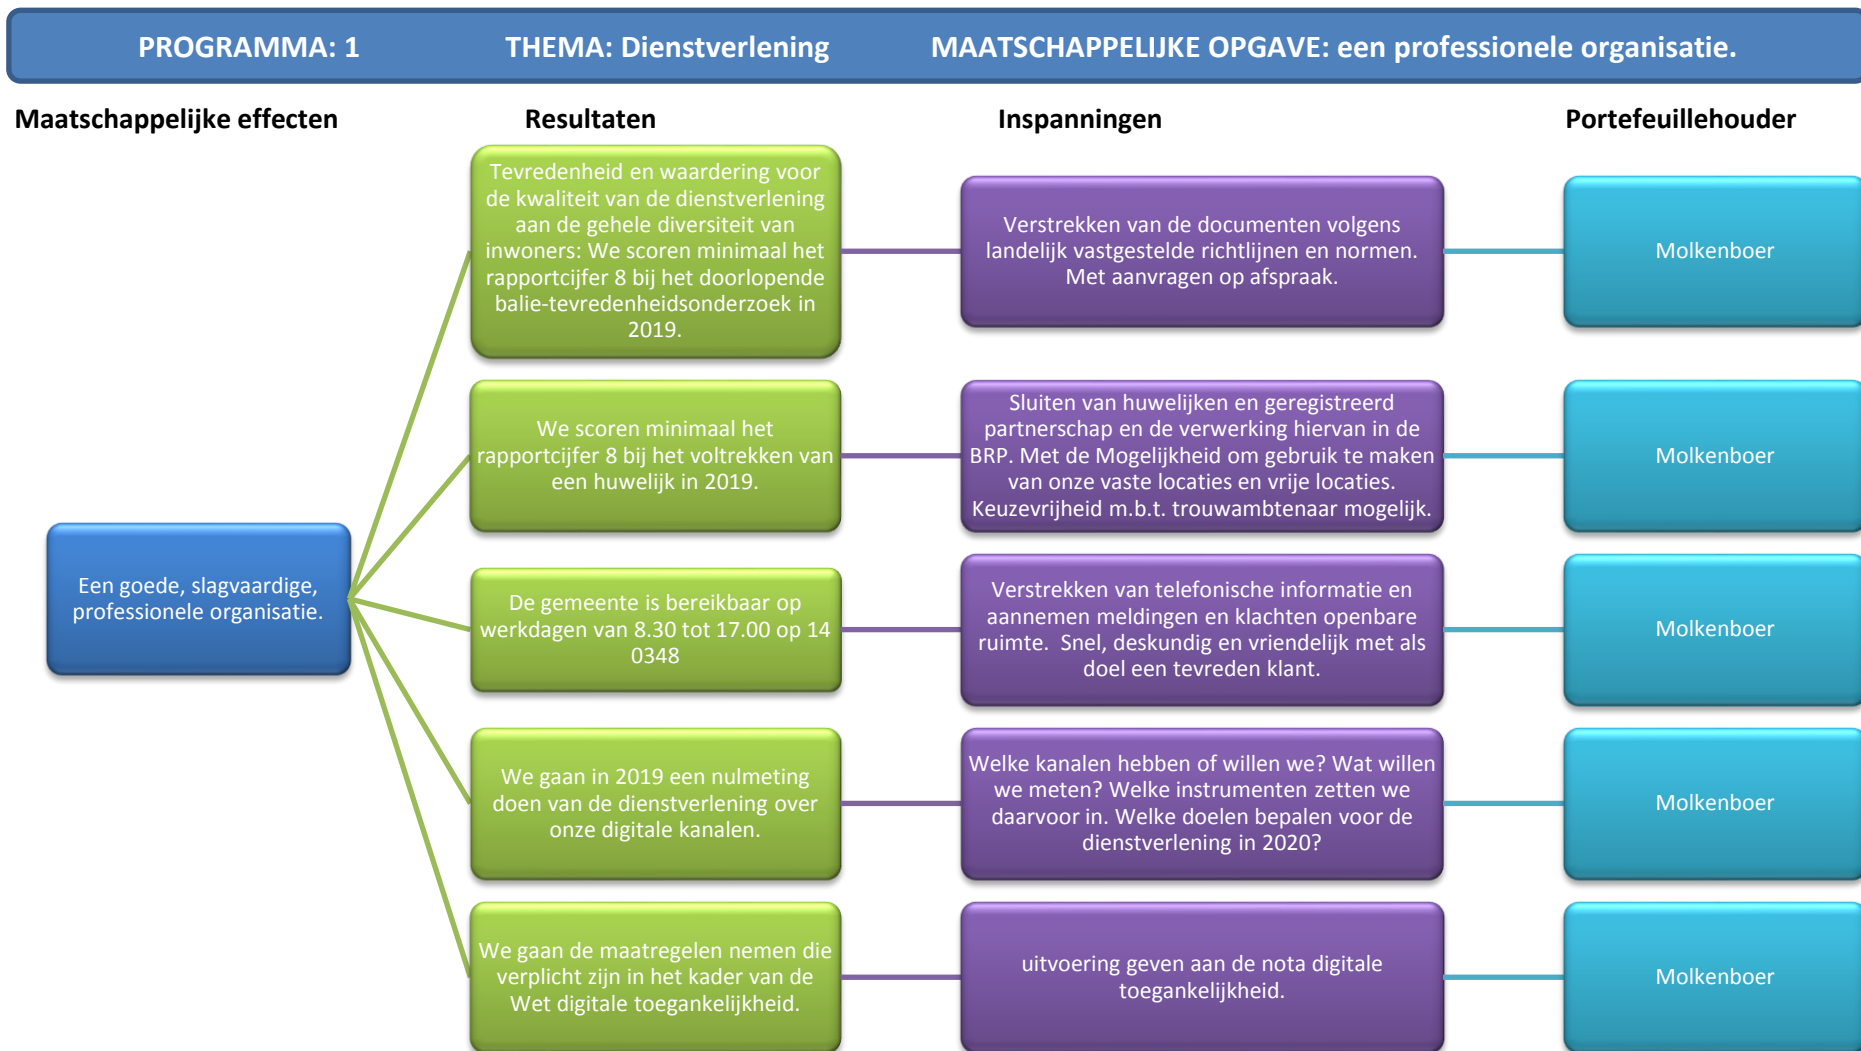 PROGRAMMA: 1 THEMA: Dienstverlening MAATSCHAPPELIJKE OPGAVE: een professionele organisatie.
Maatschappelijke effecten Resultaten Inspanningen Portefeuillehouder
Een goede, slagvaardige,
professionele organisatie.
Tevredenheid en waardering voor
de kwaliteit van de dienstverlening
aan de gehele diversiteit van
inwoners: We scoren minimaal het
rapportcijfer 8 bij het doorlopende
balie-tevredenheidsonderzoek in
2019.
Verstrekken van de documenten volgens
landelijk vastgestelde richtlijnen en normen.
Met aanvragen op afspraak.
Molkenboer
We scoren minimaal het
rapportcijfer 8 bij het voltrekken van
een huwelijk in 2019.
Sluiten van huwelijken en geregistreerd
partnerschap en de verwerking hiervan in de
BRP. Met de Mogelijkheid om gebruik te maken
van onze vaste locaties en vrije locaties.
Keuzevrijheid m.b.t. trouwambtenaar mogelijk.
Molkenboer
De gemeente is bereikbaar op
werkdagen van 8.30 tot 17.00 op 14
0348
Verstrekken van telefonische informatie en
aannemen meldingen en klachten openbare
ruimte. Snel, deskundig en vriendelijk met als
doel een tevreden klant.
Molkenboer
We gaan in 2019 een nulmeting
doen van de dienstverlening over
onze digitale kanalen.
Welke kanalen hebben of willen we? Wat willen
we meten? Welke instrumenten zetten we
daarvoor in. Welke doelen bepalen voor de
dienstverlening in 2020?
Molkenboer
We gaan de maatregelen nemen die
verplicht zijn in het kader van de
Wet digitale toegankelijkheid.
uitvoering geven aan de nota digitale
toegankelijkheid.
Molkenboer